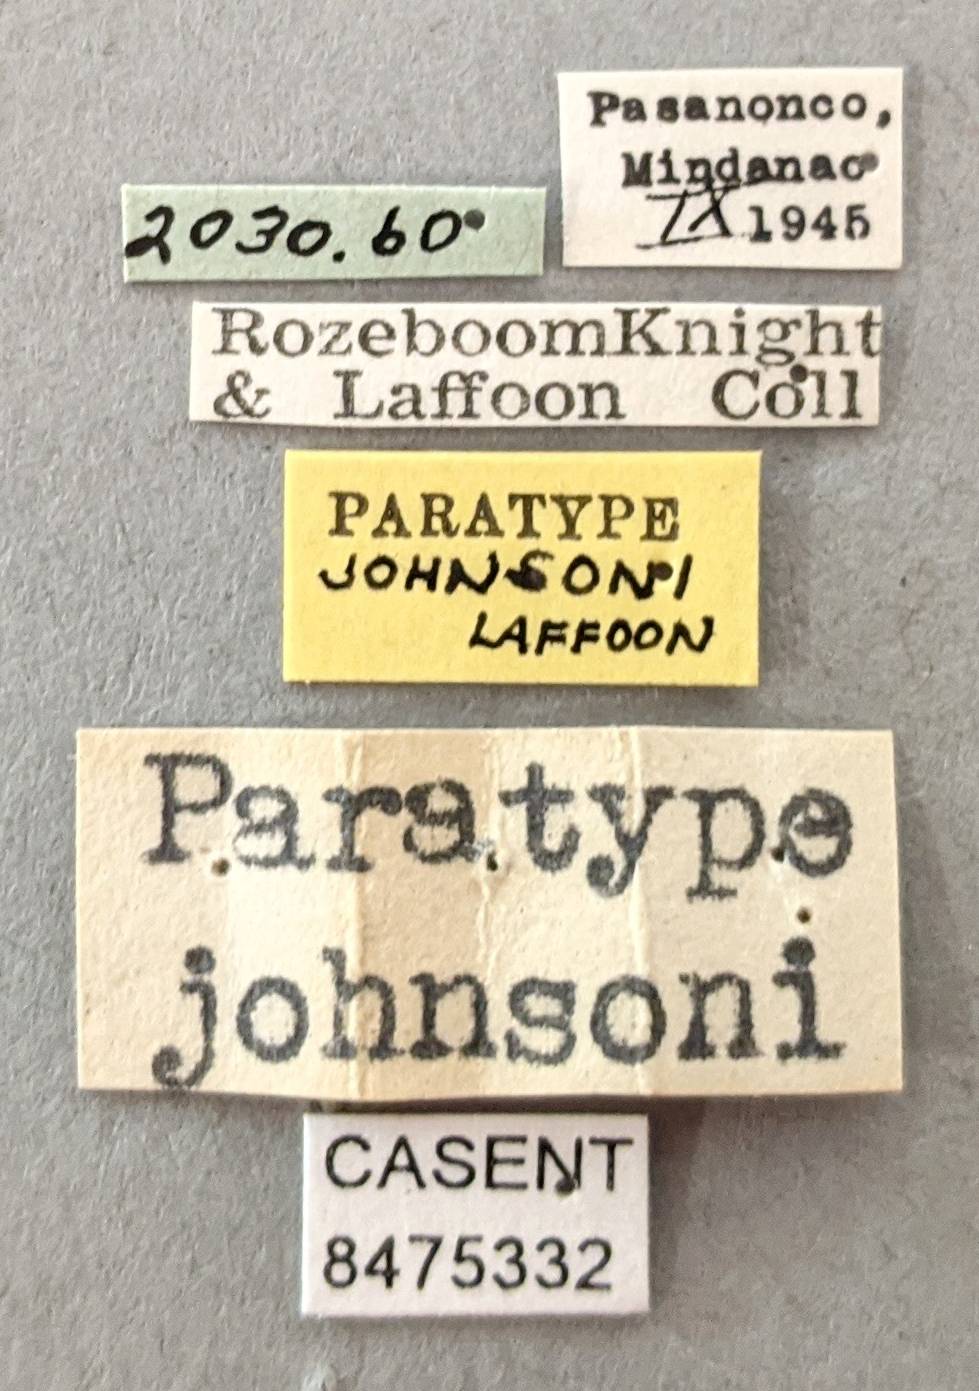 Pasanonco,
Mindanao
IX 1945
2030.60
RozeboomKnight
& Laffoon Coll
PARATYPE
JOHNSONI
LAFFOON
Paratype
johnsoni
CASENT
8475332